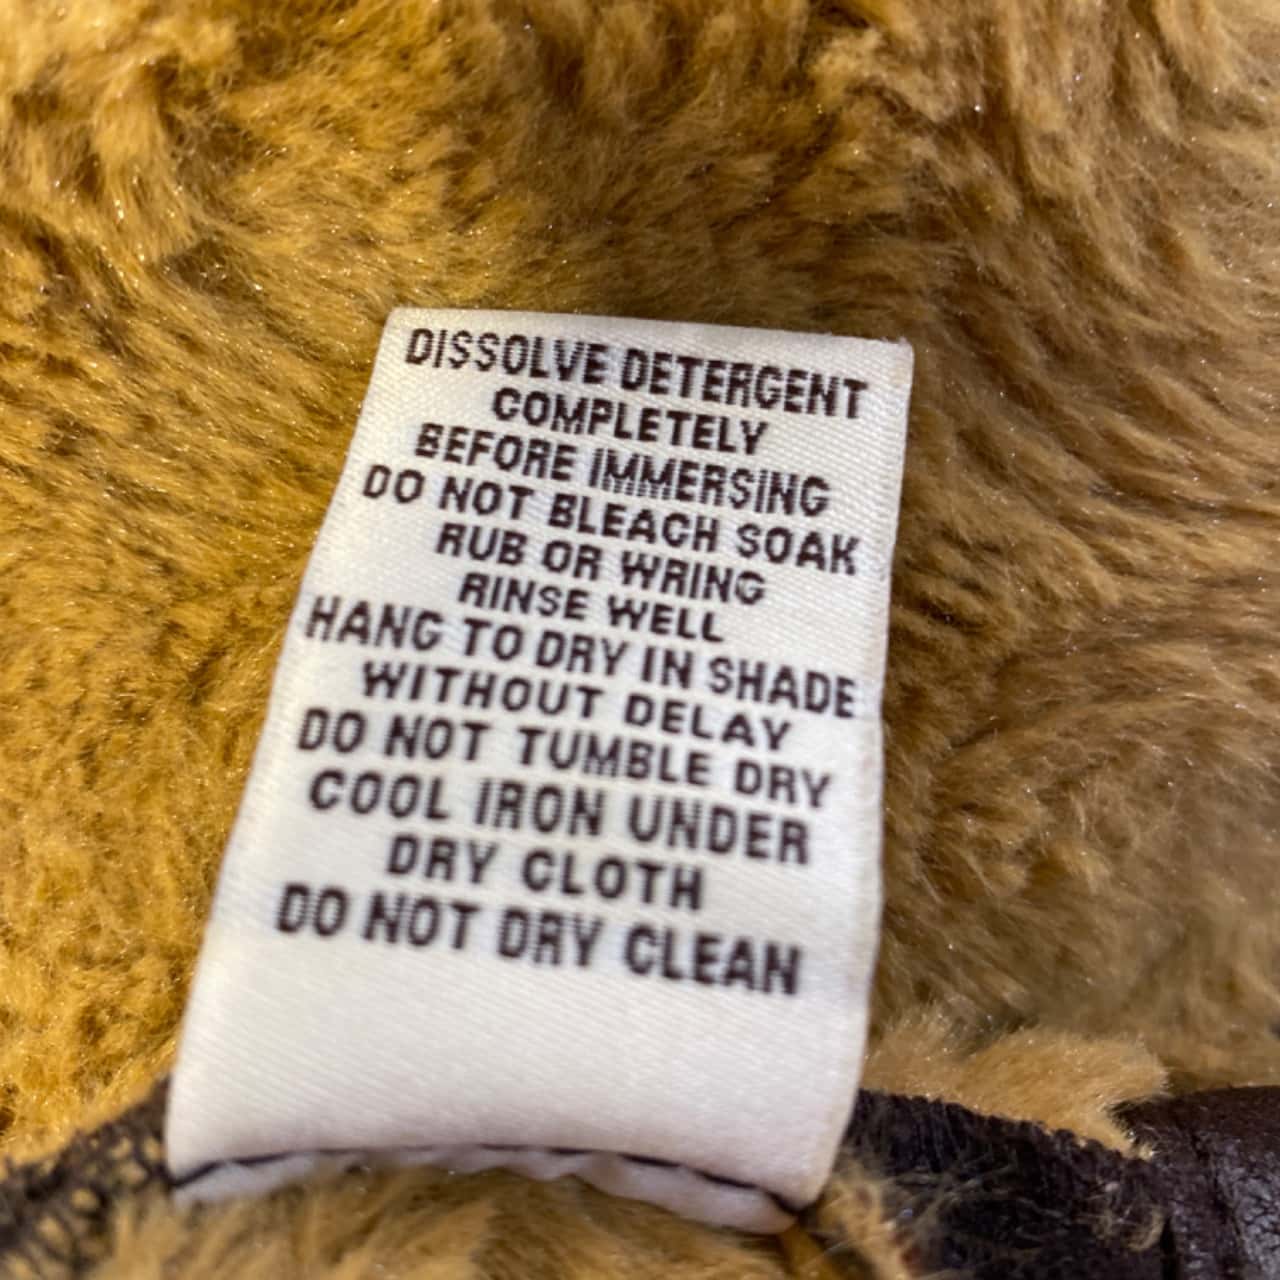 DISSOLVE DETERGENT
COMPLETELY
BEFORE IMMERSING
DO NOT BLEACH SOAK
RUB OR WRING
RINSE WELL
HANG TO DRY IN SHADE
WITHOUT DELAY
DO NOT TUMBLE DRY
COOL IRON UNDER
DRY CLOTH
DO NOT DRY CLEAN